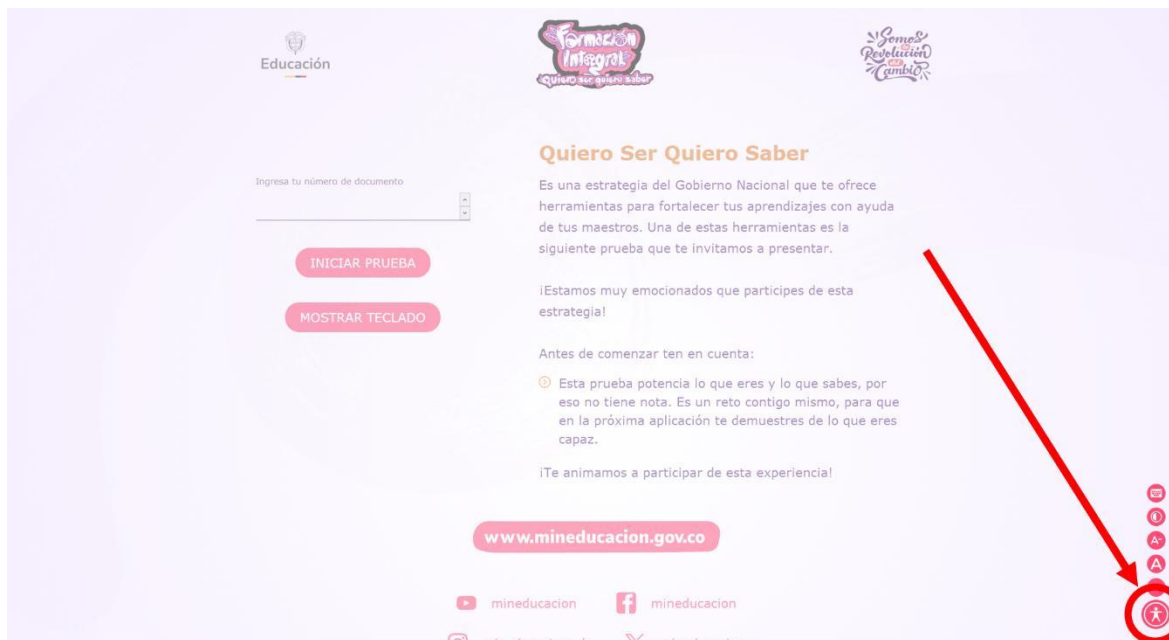 Educación
Formación
Integral
quiero ser quiero saber
Somos
la
Revolución
del
Cambio
Quiero Ser Quiero Saber
Ingresa tu número de documento
Es una estrategia del Gobierno Nacional que te ofrece
herramientas para fortalecer tus aprendizajes con ayuda
de tus maestros. Una de estas herramientas es la
siguiente prueba que te invitamos a presentar.
INICIAR PRUEBA
¡Estamos muy emocionados que participes de esta
estrategia!
MOSTRAR TECLADO
Antes de comenzar ten en cuenta:
Esta prueba potencia lo que eres y lo que sabes, por
eso no tiene nota. Es un reto contigo mismo, para que
en la próxima aplicación te demuestres de lo que eres
capaz.
¡Te animamos a participar de esta experiencia!
www.mineducacion.gov.co
A-
A
mineducacion
mineducacion